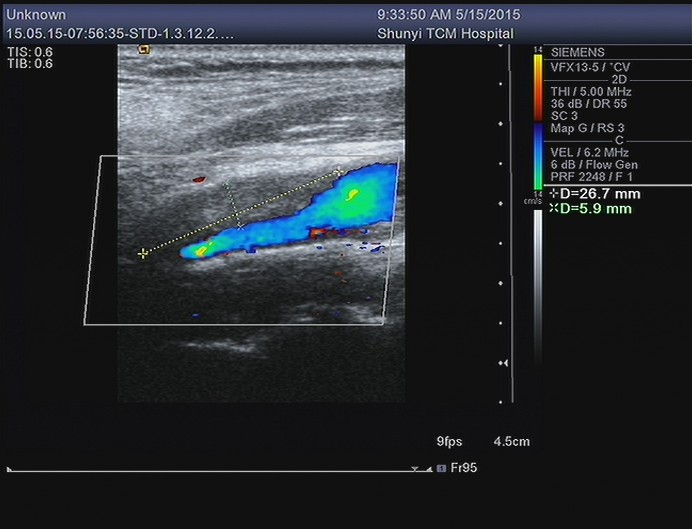 Unknown
9:33:50 AM 5/15/2015
15.05.15-07:56:35-STD-1.3.12.2....
Shunyi TCM Hospital
TIS: 0.6
TIB: 0.6
14
14
cm/s
SIEMENS
VFX13-5 / °CV
2D
THI / 5.00 MHz
36 dB / DR 55
SC 3
Map G / RS 3
C
VEL / 6.2 MHz
6 dB / Flow Gen
PRF 2248 / F 1
D=26.7 mm
D=5.9 mm
9fps
4.5cm
Fr95